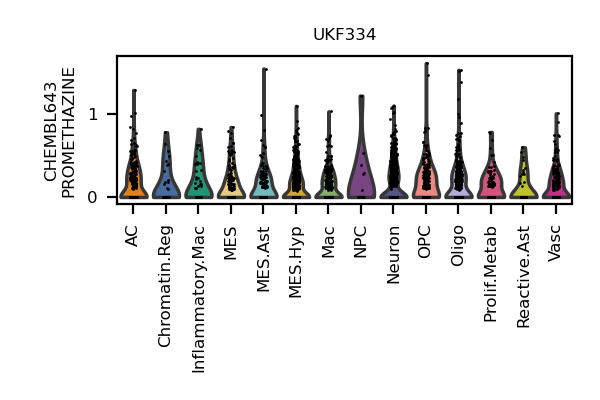 UKF334
CHEMBL643
PROMETHAZINE
1
0
AC
Chromatin.Reg
Inflammatory.Mac
MES
MES.Ast
MES.Hyp
Mac
NPC
Neuron
OPC
Oligo
Prolif.Metab
Reactive.Ast
Vasc